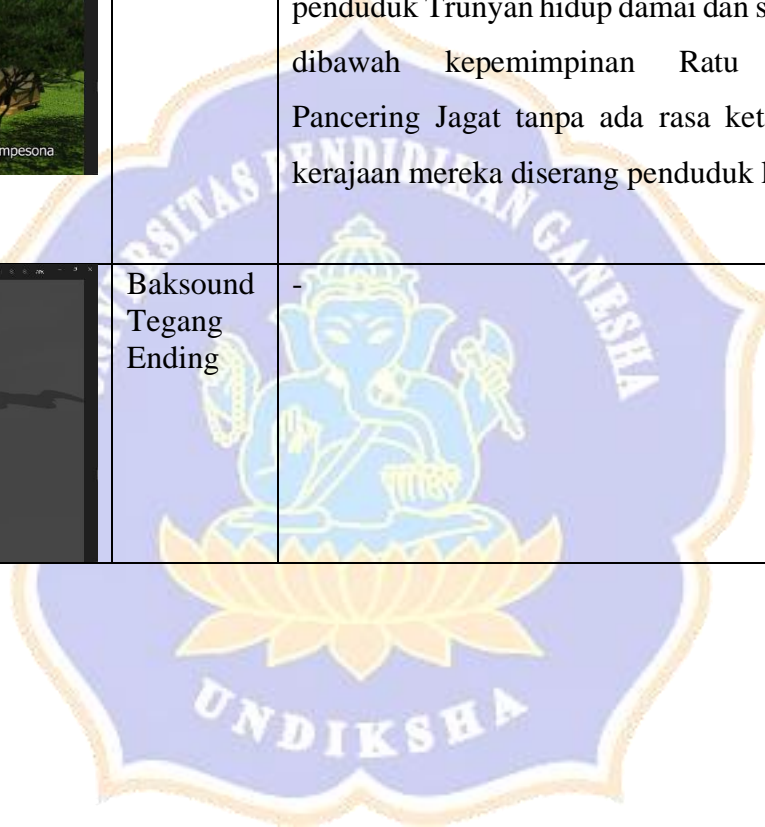 penduduk Trunyan hidup damai dan s
dibawah kepemimpinan Ratu
Pancering Jagat tanpa ada rasa ket
mpesona
kerajaan mereka diserang penduduk
UNIVERSITAS PENDIDIKAN GANESHA
Baksound -
Tegang
Ending
UNDIKSHA